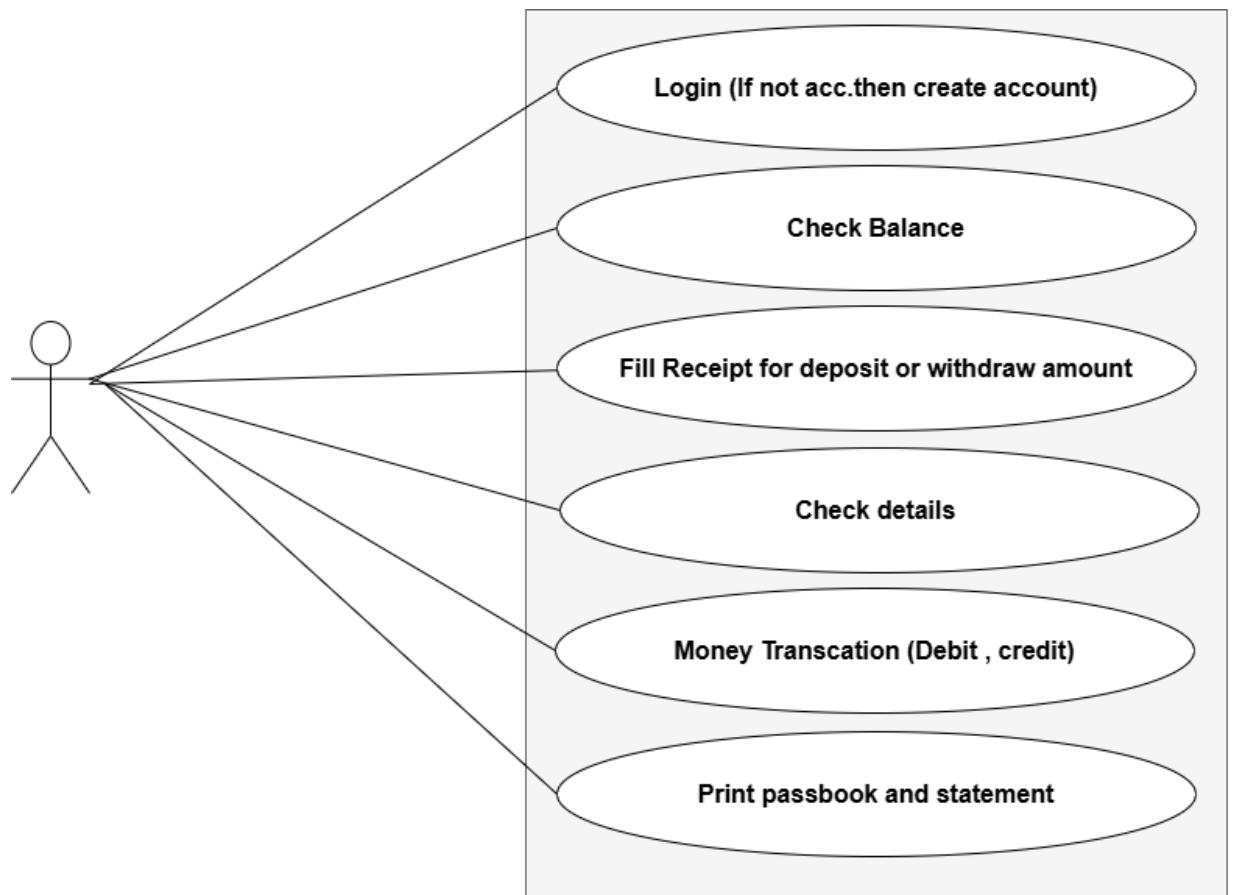 Login (If not acc.then create account)
Check Balance
Fill Receipt for deposit or withdraw amount
Check details
Money Transcation (Debit , credit)
Print passbook and statement